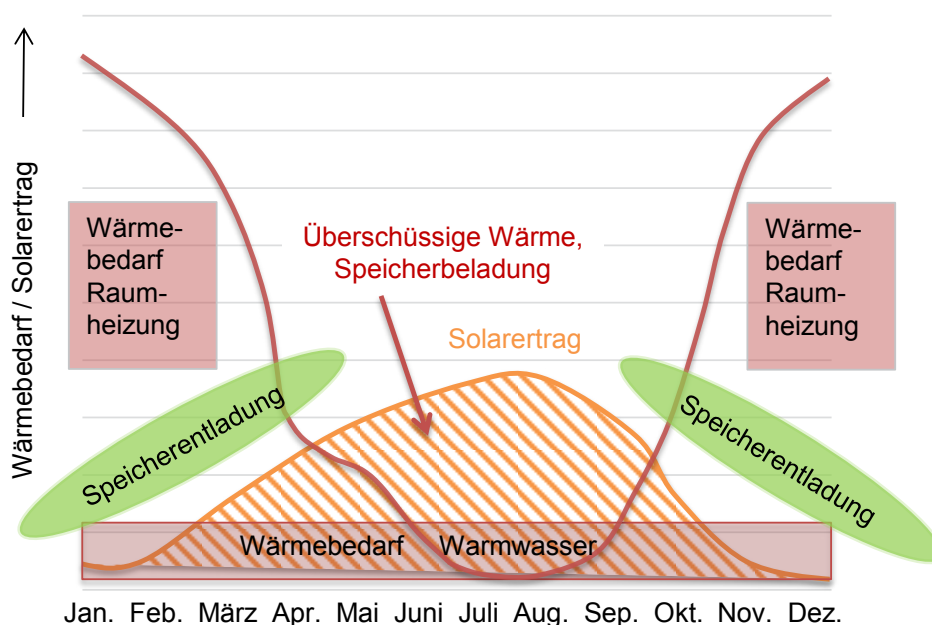 Wärmebedarf / Solarertrag
Wärme-
bedarf
Raum-
heizung
Überschüssige Wärme,
Speicherbeladung
Solarertrag
Wärme-
bedarf
Raum-
heizung
Speicherentladung
Speicherentladung
Wärmebedarf Warmwasser
Jan. Feb. März Apr. Mai Juni Juli Aug. Sep. Okt. Nov. Dez.